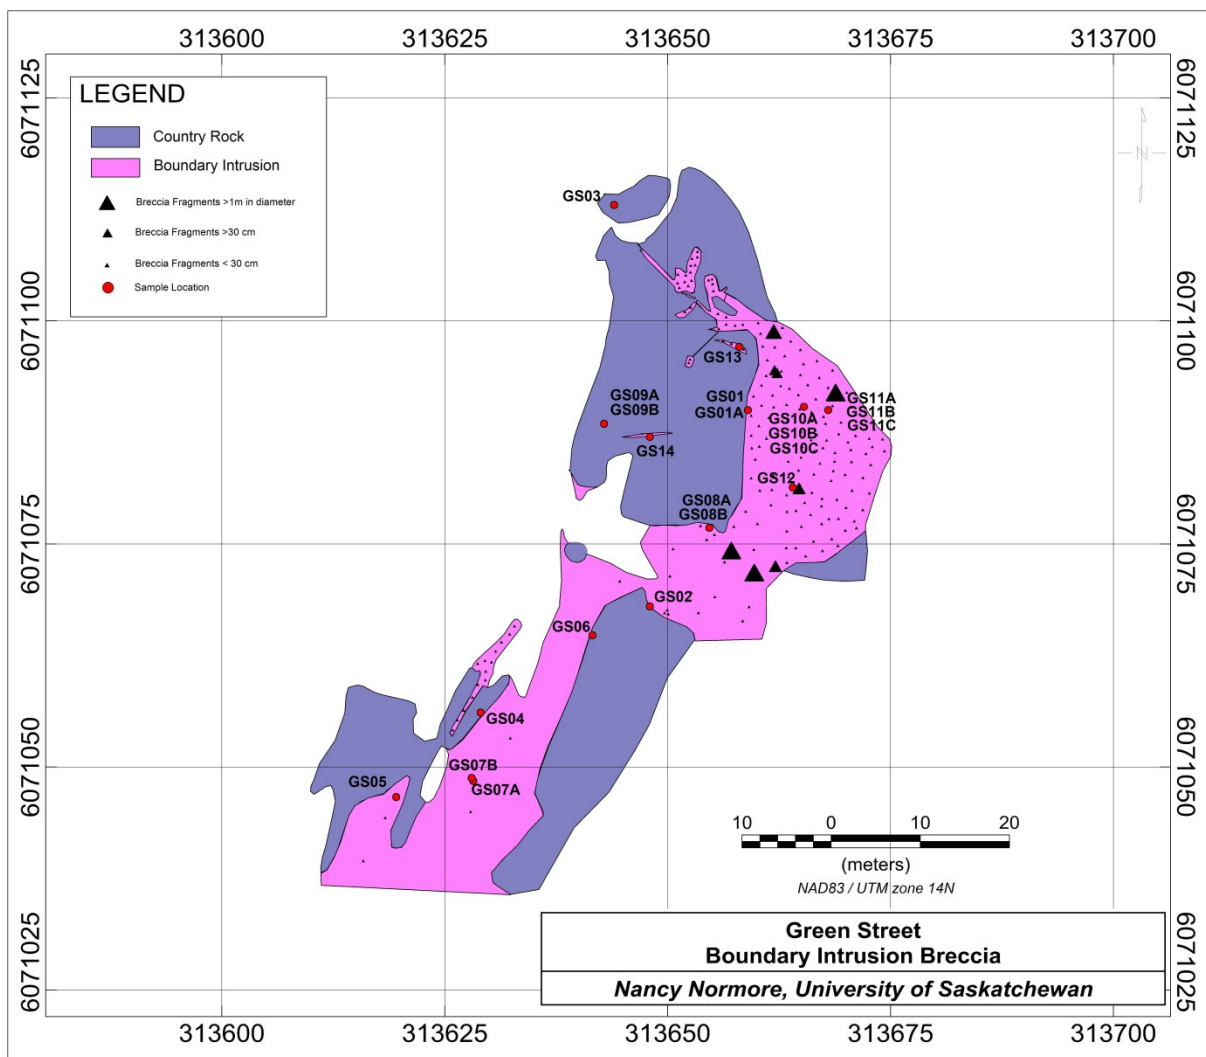 313600 313625 313650 313675 313700
6071125
6071125
LEGEND
Country Rock
Boundary Intrusion
Breccia Fragments >1m in diameter
Breccia Fragments >30 cm
Breccia Fragments < 30 cm
Sample Location
N
GS03
6071100
6071100
GS13
GS09A
GS09B
GS01
GS01A
GS11A
GS11B
GS11C
GS10A
GS10B
GS10C
GS14
GS12
GS08A
GS08B
6071075
6071075
GS02
GS06
GS04
6071050
6071050
GS07B
GS07A
GS05
10 0 10 20
(meters)
NAD83 / UTM zone 14N
Green Street
Boundary Intrusion Breccia
Nancy Normore, University of Saskatchewan
6071025
6071025
313600 313625 313650 313675 313700